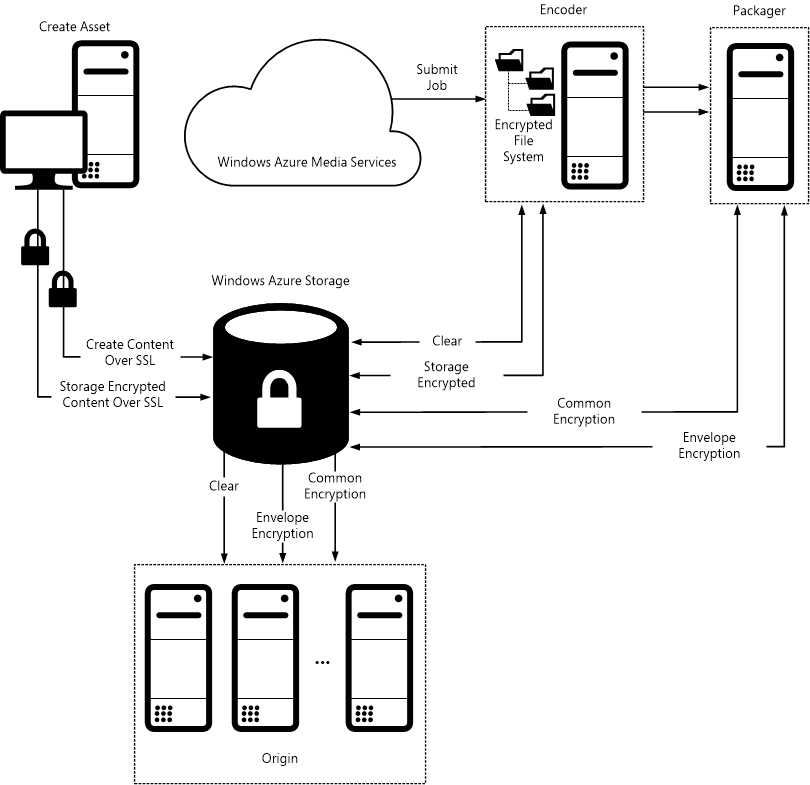 Create Asset
Encoder
Packager
Submit
Job
Encrypted
File
System
Windows Azure Media Services
Windows Azure Storage
Create Content
Over SSL
Storage Encrypted
Content Over SSL
Clear
Storage
Encrypted
Common
Encryption
Envelope
Encryption
Clear
Envelope
Encryption
Common
Encryption
...
Origin